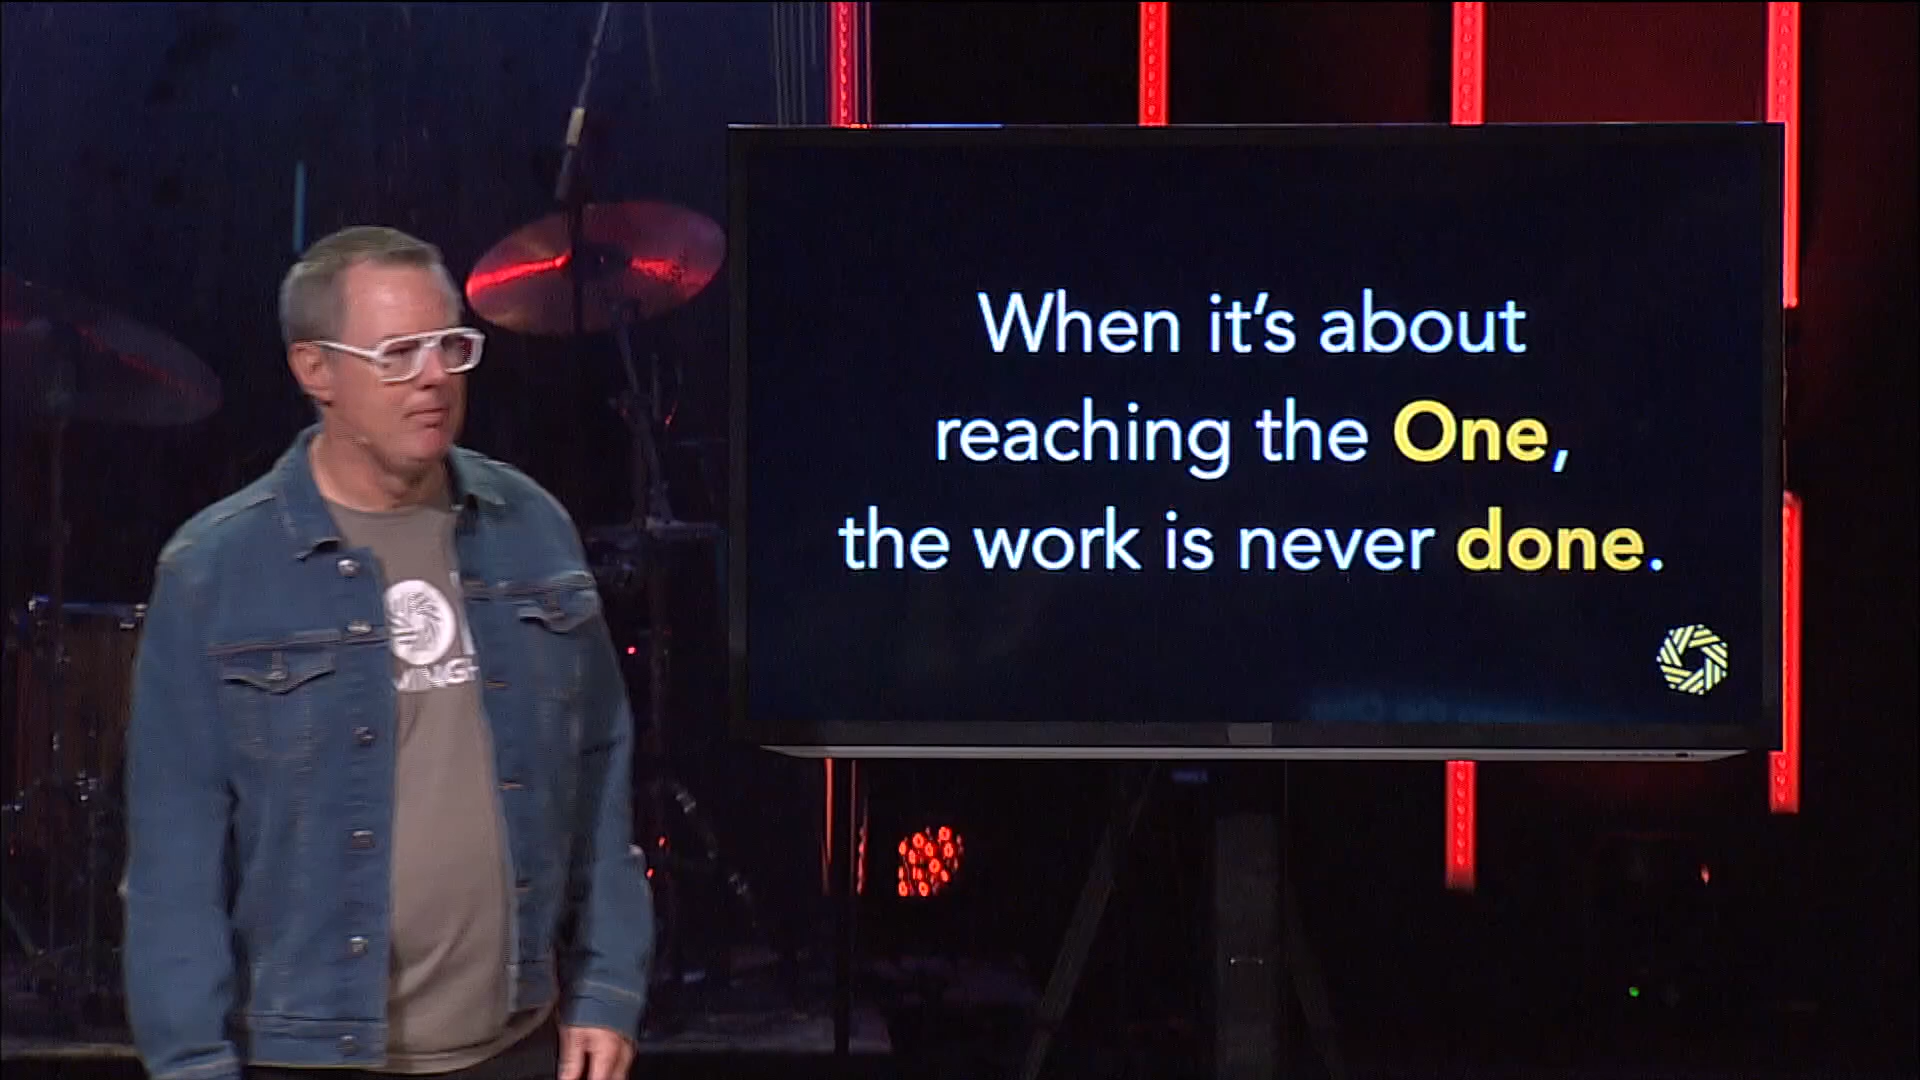 When it's about
reaching the One,
the work is never done.